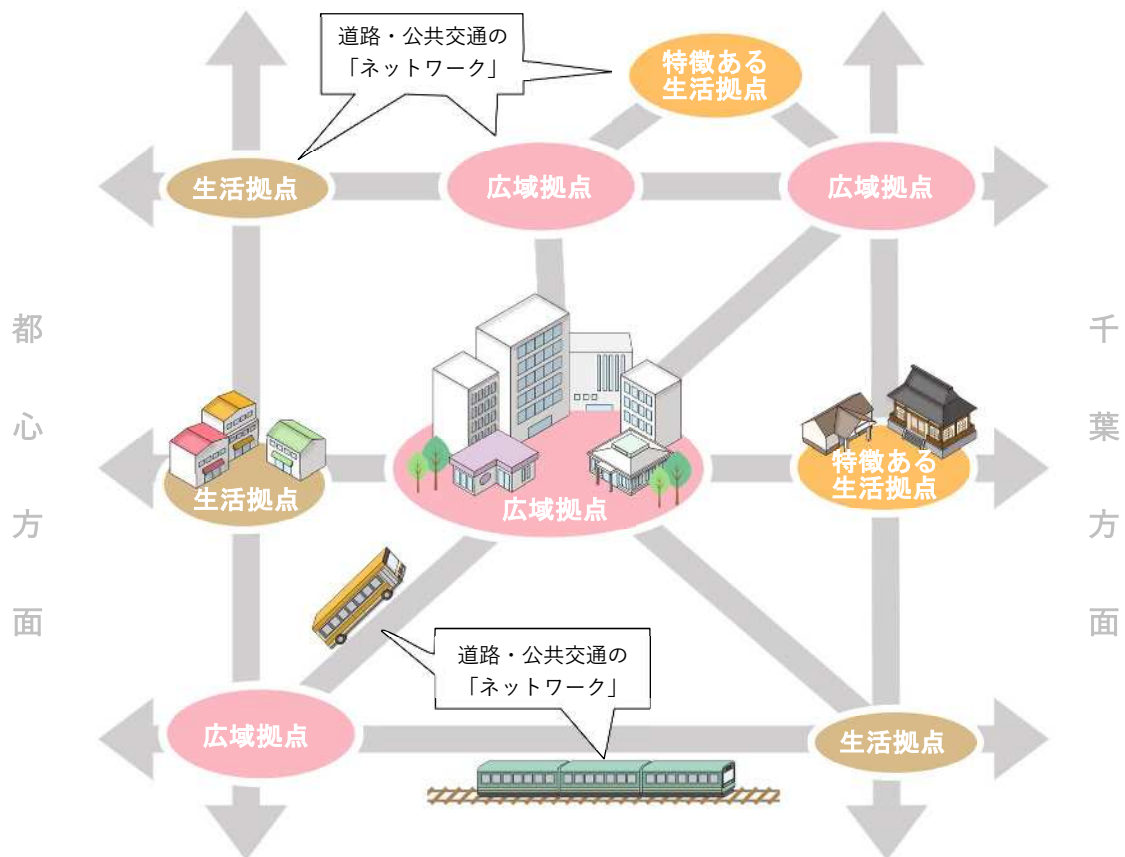 道路・公共交通の
「ネットワーク」
特徴ある
生活拠点
生活拠点
広域拠点
広域拠点
都心方面
千葉方面
生活拠点
広域拠点
特徴ある
生活拠点
道路・公共交通の
「ネットワーク」
広域拠点
生活拠点